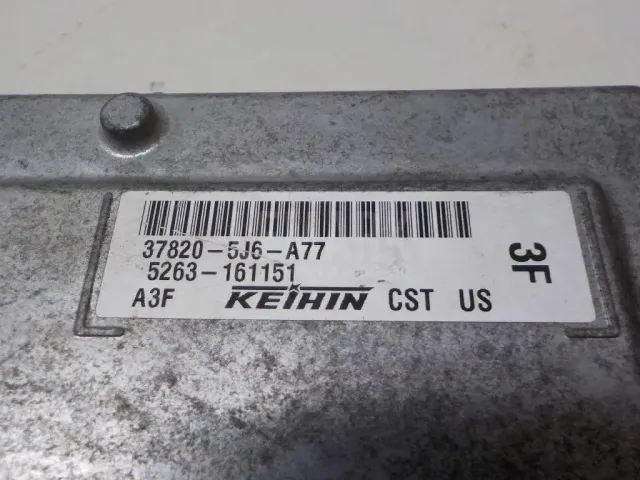 37820-5J6-A77
5263-161151
A3F KEIHIN CST US
3F